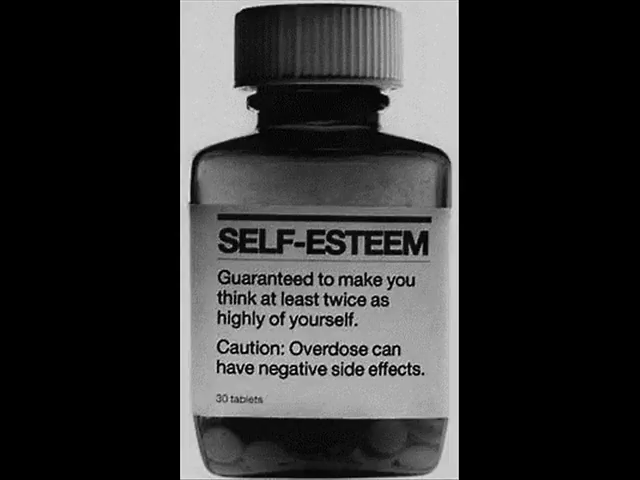 SELF-ESTEEM
Guaranteed to make you
think at least twice as
highly of yourself.
Caution: Overdose can
have negative side effects.
30 tablets